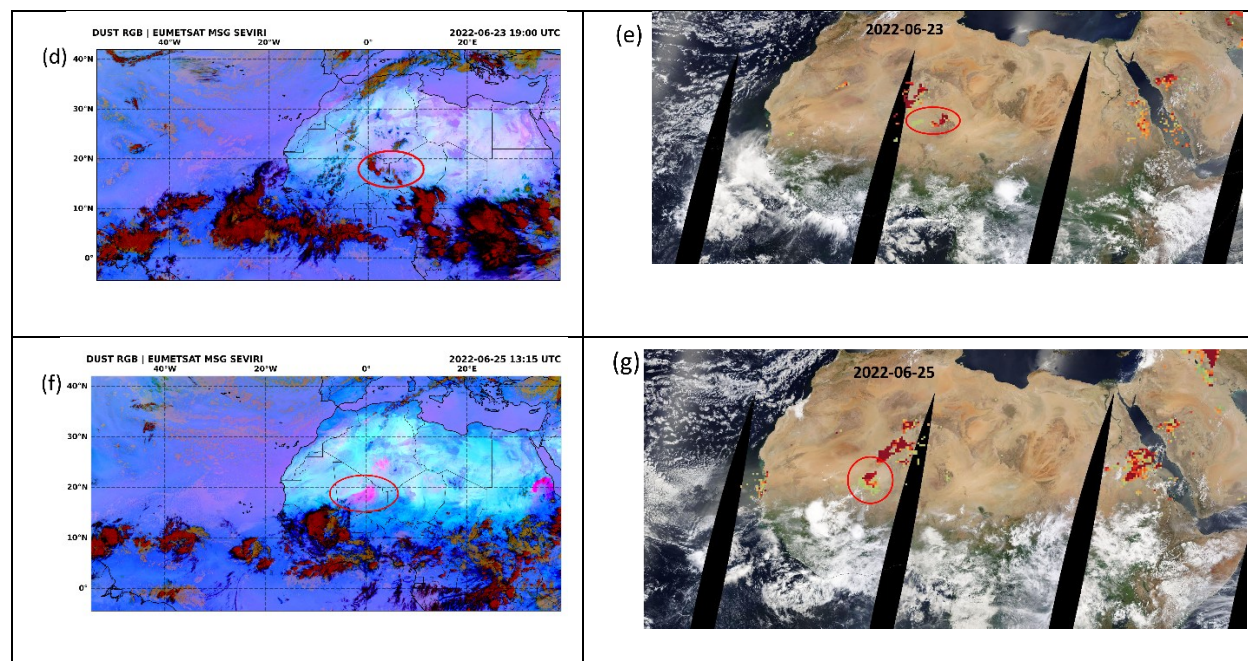 (d)
DUST RGB | EUMETSAT MSG SEVIRI 2022-06-23 19:00 UTC
40°W 20°W 0° 20°E
40°N
30°N
20°N
10°N
0°
(e)
2022-06-23
(f)
DUST RGB | EUMETSAT MSG SEVIRI 2022-06-25 13:15 UTC
40°W 20°W 0° 20°E
40°N
30°N
20°N
10°N
0°
(g)
2022-06-25